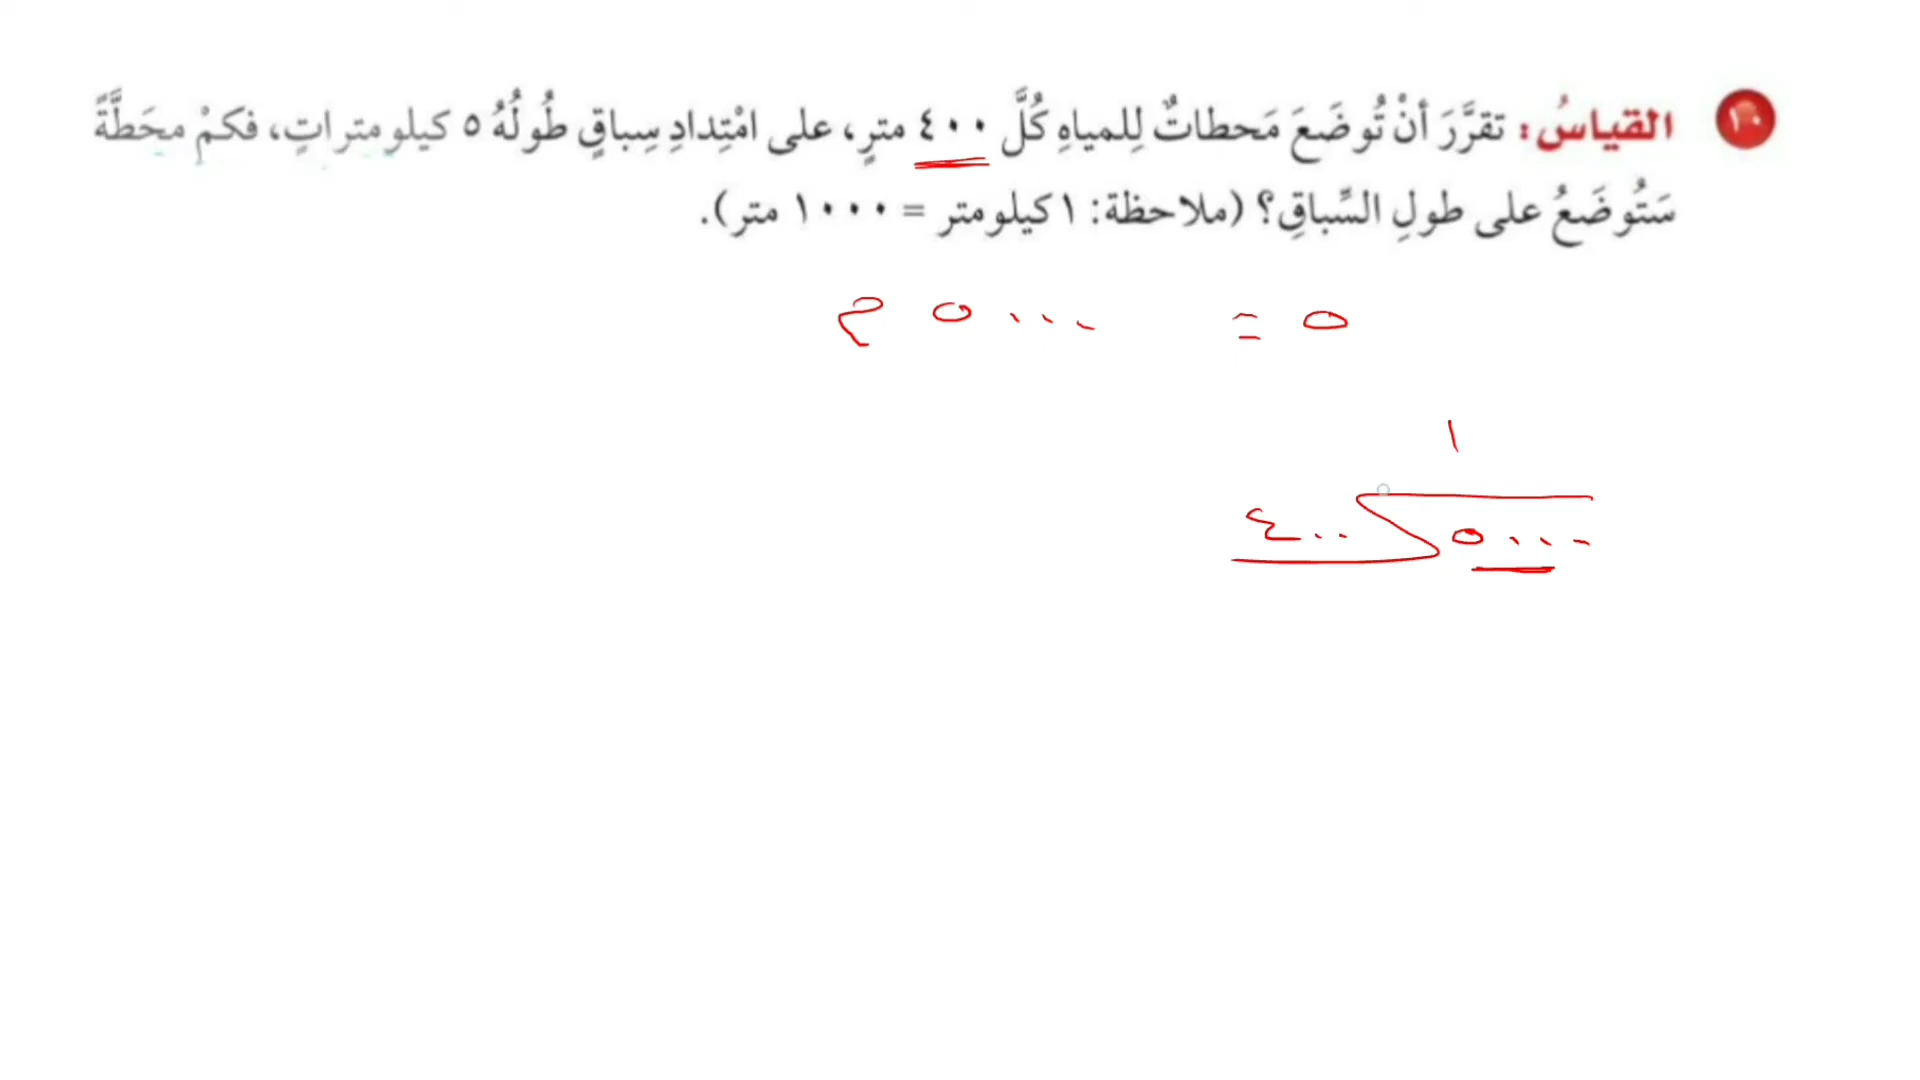 ١٠ القياسُ: تقرَّرَ أنْ تُوضَعَ مَحطاتٌ لِلمياهِ كُلَّ ٤٠٠ مترٍ، على امْتِدادِ سِباقٍ طُولُهُ ٥ كيلومتراتٍ، فكمْ محَطَّةً
سَتُوضَعُ على طولِ السِّباقِ؟ (ملاحظة: ١ كيلومتر = ١٠٠٠ متر).
٥ = ٥٠٠٠ م
١
٤٠٠ ٥٠٠٠